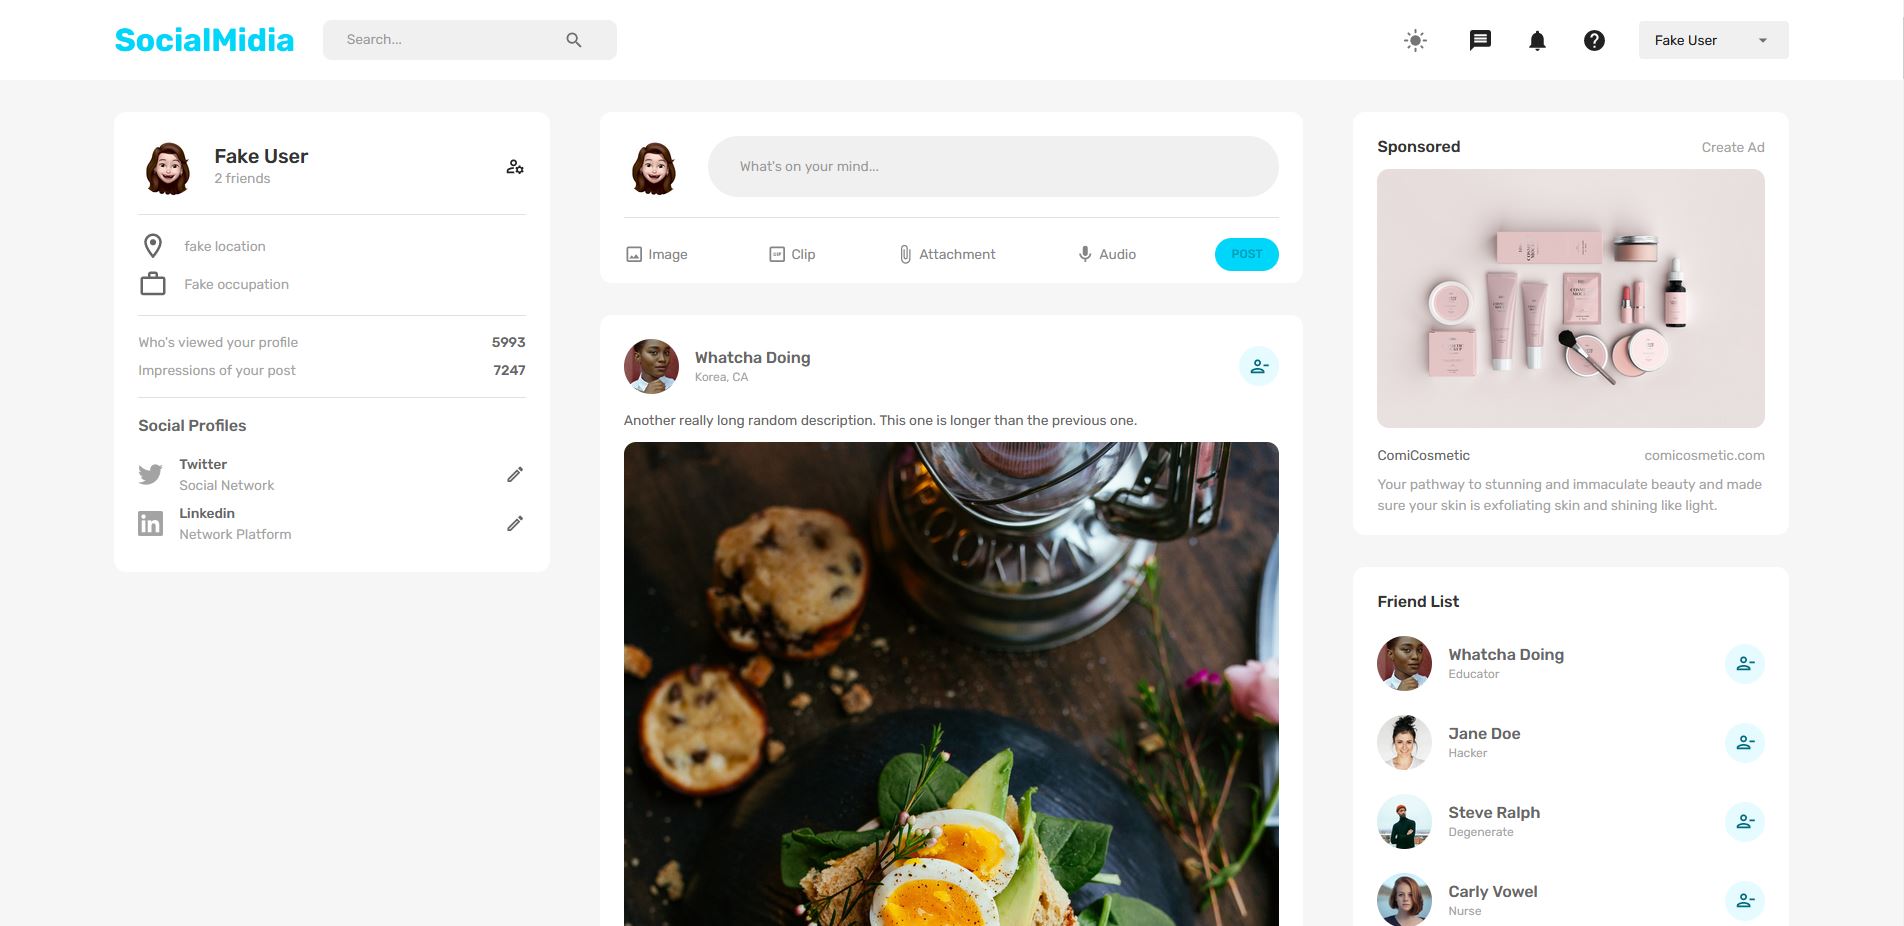 SocialMidia
Search...
Fake User
Fake User
2 friends
fake location
Fake occupation
Who's viewed your profile 5993
Impressions of your post 7247
Social Profiles
Twitter
Social Network
Linkedin
Network Platform
What's on your mind...
Image Clip Attachment Audio POST
Whatcha Doing
Korea, CA
Another really long random description. This one is longer than the previous one.
Sponsored Create Ad
ComiCosmetic comicosmetic.com
Your pathway to stunning and immaculate beauty and made
sure your skin is exfoliating skin and shining like light.
Friend List
Whatcha Doing
Educator
Jane Doe
Hacker
Steve Ralph
Degenerate
Carly Vowel
Nurse